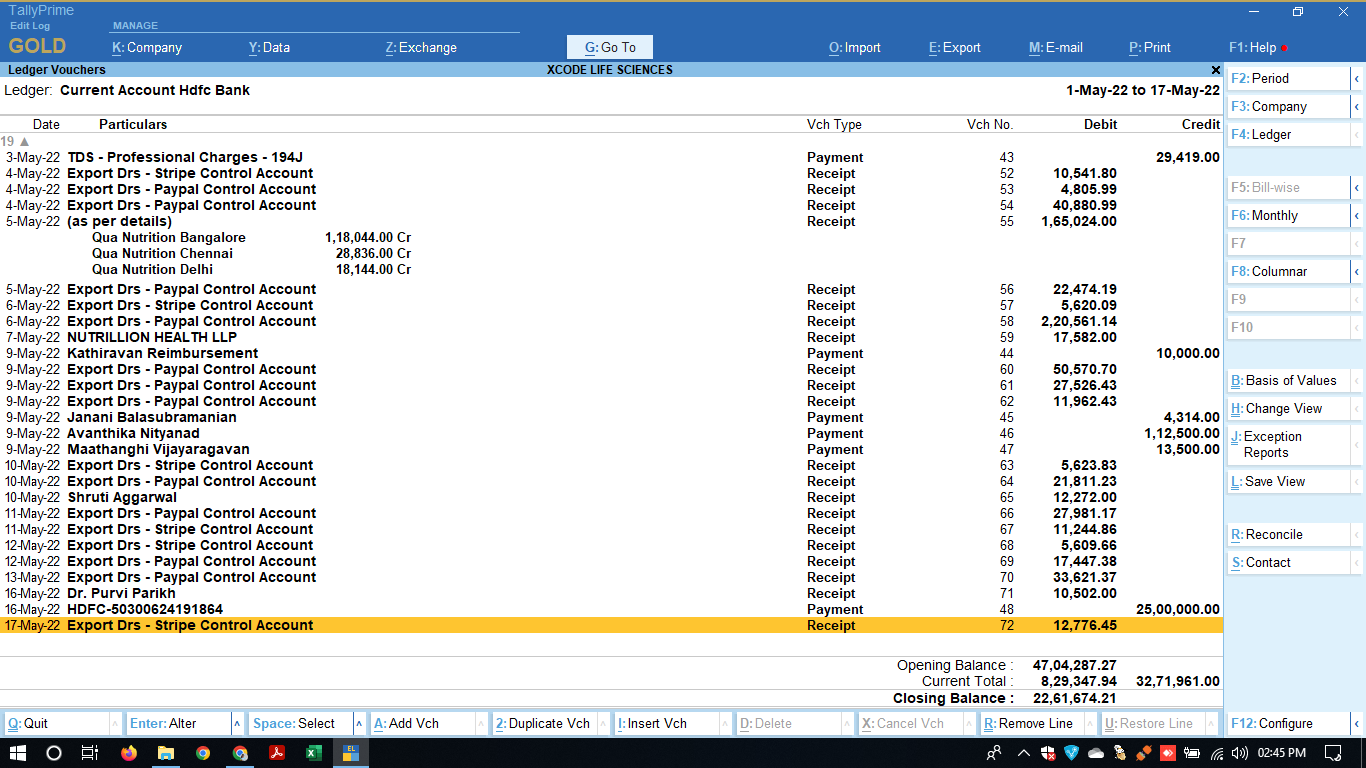 TallyPrime
Edit Log
MANAGE
GOLD K: Company Y: Data Z: Exchange G: Go To O: Import E: Export M: E-mail P: Print F1: Help
Ledger Vouchers XCODE LIFE SCIENCES
Ledger: Current Account Hdfc Bank 1-May-22 to 17-May-22
Date Particulars Vch Type Vch No. Debit Credit
19
3-May-22 TDS - Professional Charges - 194J Payment 43 29,419.00
4-May-22 Export Drs - Stripe Control Account Receipt 52 10,541.80
4-May-22 Export Drs - Paypal Control Account Receipt 53 4,805.99
4-May-22 Export Drs - Paypal Control Account Receipt 54 40,880.99
5-May-22 (as per details) Receipt 55 1,65,024.00
Qua Nutrition Bangalore 1,18,044.00 Cr
Qua Nutrition Chennai 28,836.00 Cr
Qua Nutrition Delhi 18,144.00 Cr
5-May-22 Export Drs - Paypal Control Account Receipt 56 22,474.19
6-May-22 Export Drs - Stripe Control Account Receipt 57 5,620.09
6-May-22 Export Drs - Paypal Control Account Receipt 58 2,20,561.14
7-May-22 NUTRILLION HEALTH LLP Receipt 59 17,582.00
9-May-22 Kathiravan Reimbursement Payment 44 10,000.00
9-May-22 Export Drs - Paypal Control Account Receipt 60 50,570.70
9-May-22 Export Drs - Paypal Control Account Receipt 61 27,526.43
9-May-22 Export Drs - Paypal Control Account Receipt 62 11,962.43
9-May-22 Janani Balasubramanian Payment 45 4,314.00
9-May-22 Avanthika Nityanad Payment 46 1,12,500.00
9-May-22 Maathanghi Vijayaragavan Payment 47 13,500.00
10-May-22 Export Drs - Stripe Control Account Receipt 63 5,623.83
10-May-22 Export Drs - Paypal Control Account Receipt 64 21,811.23
10-May-22 Shruti Aggarwal Receipt 65 12,272.00
11-May-22 Export Drs - Paypal Control Account Receipt 66 27,981.17
11-May-22 Export Drs - Stripe Control Account Receipt 67 11,244.86
12-May-22 Export Drs - Stripe Control Account Receipt 68 5,609.66
12-May-22 Export Drs - Paypal Control Account Receipt 69 17,447.38
13-May-22 Export Drs - Paypal Control Account Receipt 70 33,621.37
16-May-22 Dr. Purvi Parikh Receipt 71 10,502.00
16-May-22 HDFC-50300624191864 Payment 48 25,00,000.00
17-May-22 Export Drs - Stripe Control Account Receipt 72 12,776.45
Opening Balance : 47,04,287.27
Current Total : 8,29,347.94 32,71,961.00
Closing Balance : 22,61,674.21
F2: Period
F3: Company
F4: Ledger
F5: Bill-wise
F6: Monthly
F7
F8: Columnar
F9
F10
B: Basis of Values
H: Change View
J: Exception
Reports
L: Save View
R: Reconcile
S: Contact
Q: Quit Enter: Alter Space: Select A: Add Vch 2: Duplicate Vch I: Insert Vch D: Delete X: Cancel Vch R: Remove Line U: Restore Line F12: Configure
EL
02:45 PM